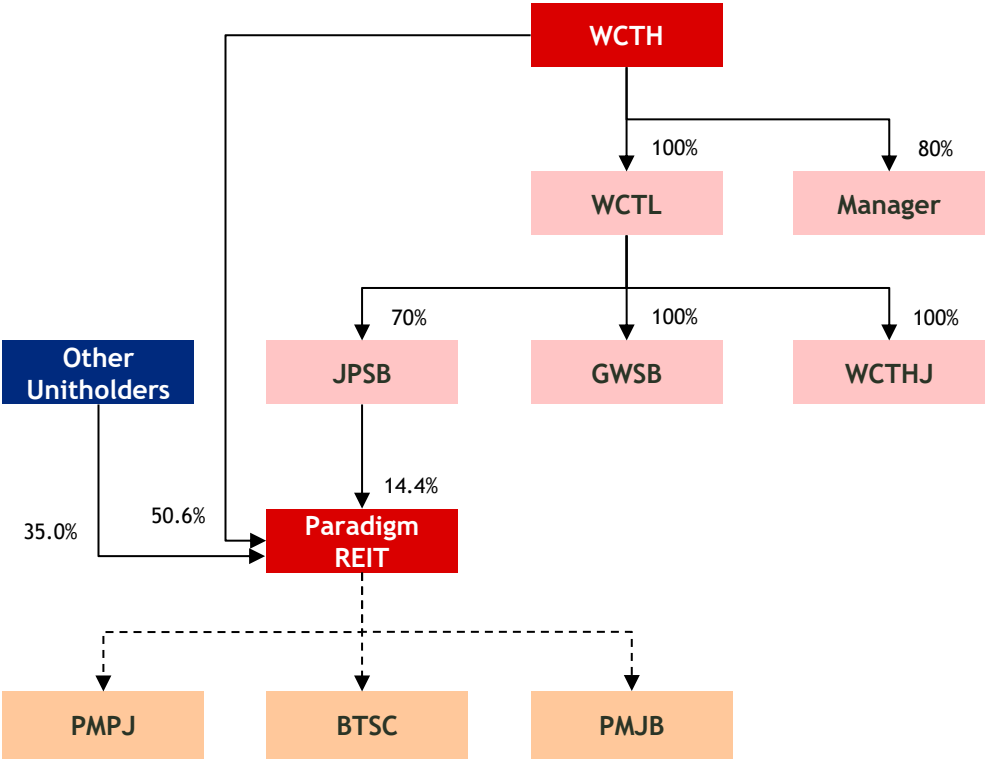 WCTH
100%
80%
WCTL
Manager
70%
100%
100%
Other
Unitholders
JPSB
GWSB
WCTHJ
14.4%
50.6%
35.0%
Paradigm
REIT
PMPJ
BTSC
PMJB